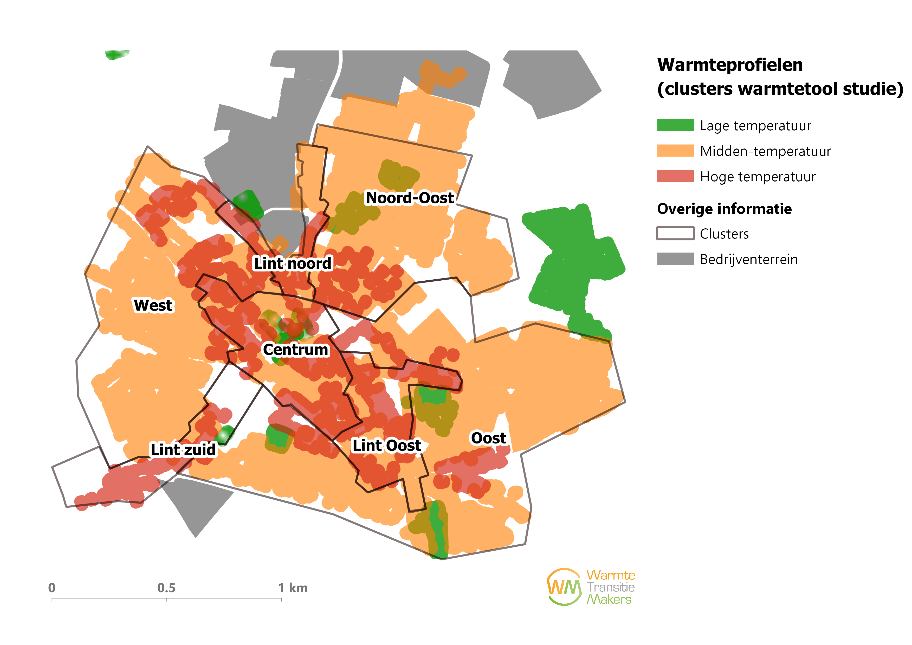 Warmteprofielen
(clusters warmtetool studie)
Lage temperatuur
Midden-temperatuur
Hoge temperatuur
Overige informatie
Clusters
Bedrijventerrein
Noord-Oost
Lint noord
West
Centrum
Lint zuid
Lint Oost
Oost
0 0.5 1 km
WM
Warmte
Transitie
Makers